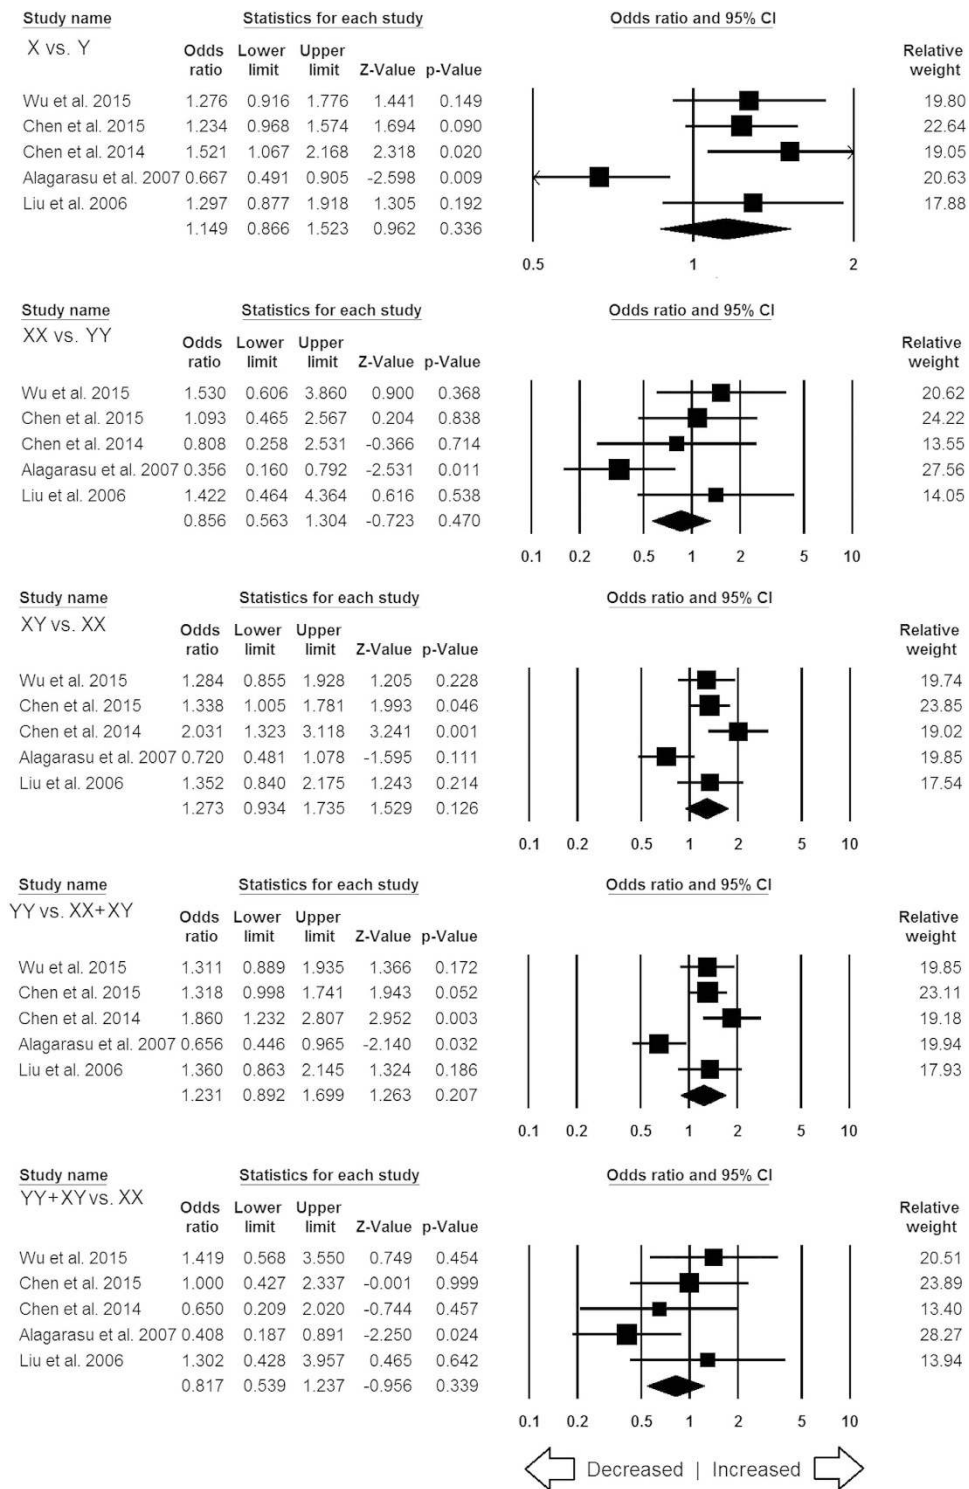 Study name Statistics for each study Odds ratio and 95% CI
X vs. Y
Odds Lower Upper Relative
ratio limit limit Z-Value p-Value weight
Wu et al. 2015 1.276 0.916 1.776 1.441 0.149 19.80
Chen et al. 2015 1.234 0.968 1.574 1.694 0.090 22.64
Chen et al. 2014 1.521 1.067 2.168 2.318 0.020 19.05
Alagarasu et al. 2007 0.667 0.491 0.905 -2.598 0.009 20.63
Liu et al. 2006 1.297 0.877 1.918 1.305 0.192 17.88
1.149 0.866 1.523 0.962 0.336
0.5 1 2
Study name Statistics for each study Odds ratio and 95% CI
XX vs. YY
Odds Lower Upper Relative
ratio limit limit Z-Value p-Value weight
Wu et al. 2015 1.530 0.606 3.860 0.900 0.368 20.62
Chen et al. 2015 1.093 0.465 2.567 0.204 0.838 24.22
Chen et al. 2014 0.808 0.258 2.531 -0.366 0.714 13.55
Alagarasu et al. 2007 0.356 0.160 0.792 -2.531 0.011 27.56
Liu et al. 2006 1.422 0.464 4.364 0.616 0.538 14.05
0.856 0.563 1.304 -0.723 0.470
0.1 0.2 0.5 1 2 5 10
Study name Statistics for each study Odds ratio and 95% CI
XY vs. XX
Odds Lower Upper Relative
ratio limit limit Z-Value p-Value weight
Wu et al. 2015 1.284 0.855 1.928 1.205 0.228 19.74
Chen et al. 2015 1.338 1.005 1.781 1.993 0.046 23.85
Chen et al. 2014 2.031 1.323 3.118 3.241 0.001 19.02
Alagarasu et al. 2007 0.720 0.481 1.078 -1.595 0.111 19.85
Liu et al. 2006 1.352 0.840 2.175 1.243 0.214 17.54
1.273 0.934 1.735 1.529 0.126
0.1 0.2 0.5 1 2 5 10
Study name Statistics for each study Odds ratio and 95% CI
YY vs. XX+XY
Odds Lower Upper Relative
ratio limit limit Z-Value p-Value weight
Wu et al. 2015 1.311 0.889 1.935 1.366 0.172 19.85
Chen et al. 2015 1.318 0.998 1.741 1.943 0.052 23.11
Chen et al. 2014 1.860 1.232 2.807 2.952 0.003 19.18
Alagarasu et al. 2007 0.656 0.446 0.965 -2.140 0.032 19.94
Liu et al. 2006 1.360 0.863 2.145 1.324 0.186 17.93
1.231 0.892 1.699 1.263 0.207
0.1 0.2 0.5 1 2 5 10
Study name Statistics for each study Odds ratio and 95% CI
YY+XY vs. XX
Odds Lower Upper Relative
ratio limit limit Z-Value p-Value weight
Wu et al. 2015 1.419 0.568 3.550 0.749 0.454 20.51
Chen et al. 2015 1.000 0.427 2.337 -0.001 0.999 23.89
Chen et al. 2014 0.650 0.209 2.020 -0.744 0.457 13.40
Alagarasu et al. 2007 0.408 0.187 0.891 -2.250 0.024 28.27
Liu et al. 2006 1.302 0.428 3.957 0.465 0.642 13.94
0.817 0.539 1.237 -0.956 0.339
0.1 0.2 0.5 1 2 5 10
Decreased | Increased